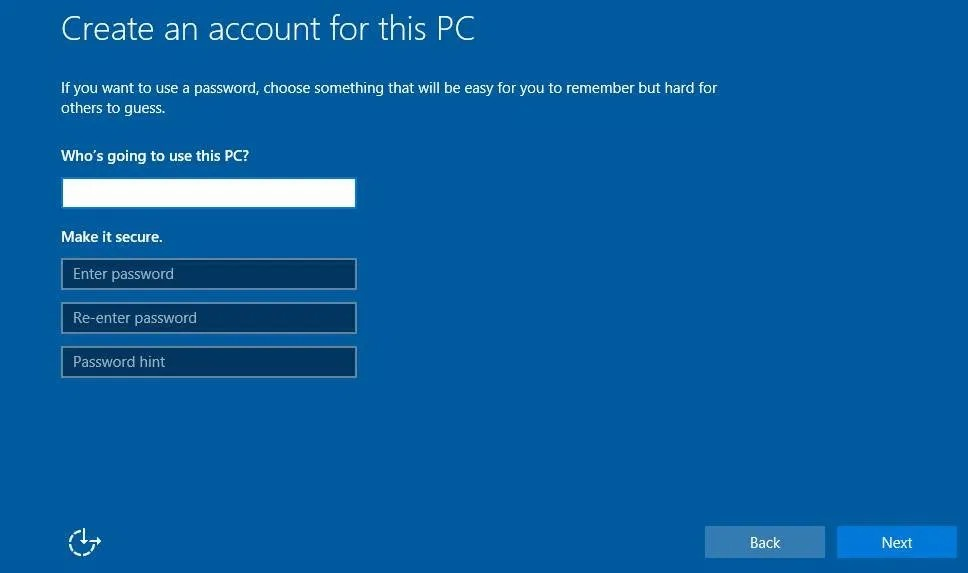 Create an account for this PC
If you want to use a password, choose something that will be easy for you to remember but hard for
others to guess.
Who's going to use this PC?
Make it secure.
Enter password
Re-enter password
Password hint
Back
Next